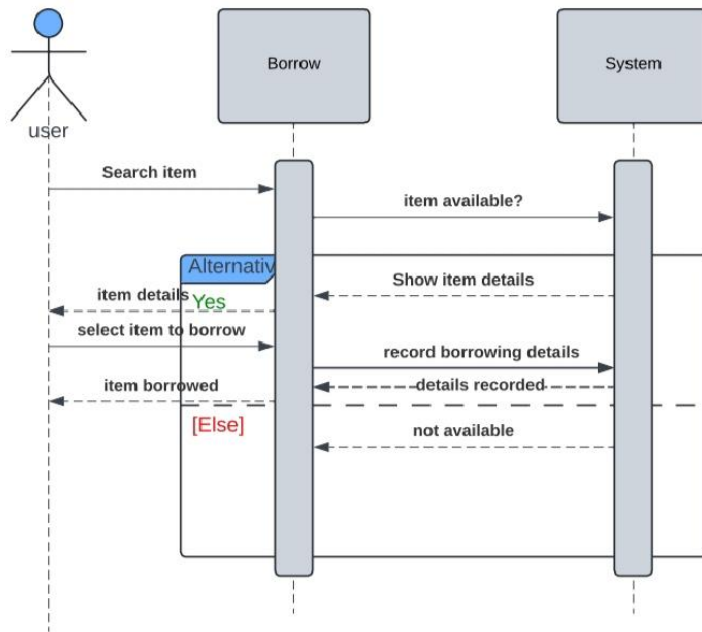 Borrow
System
user
Search item
item available?
Alternativ
Show item details
item details
Yes
select item to borrow
record borrowing details
details recorded
item borrowed
[Else]
not available